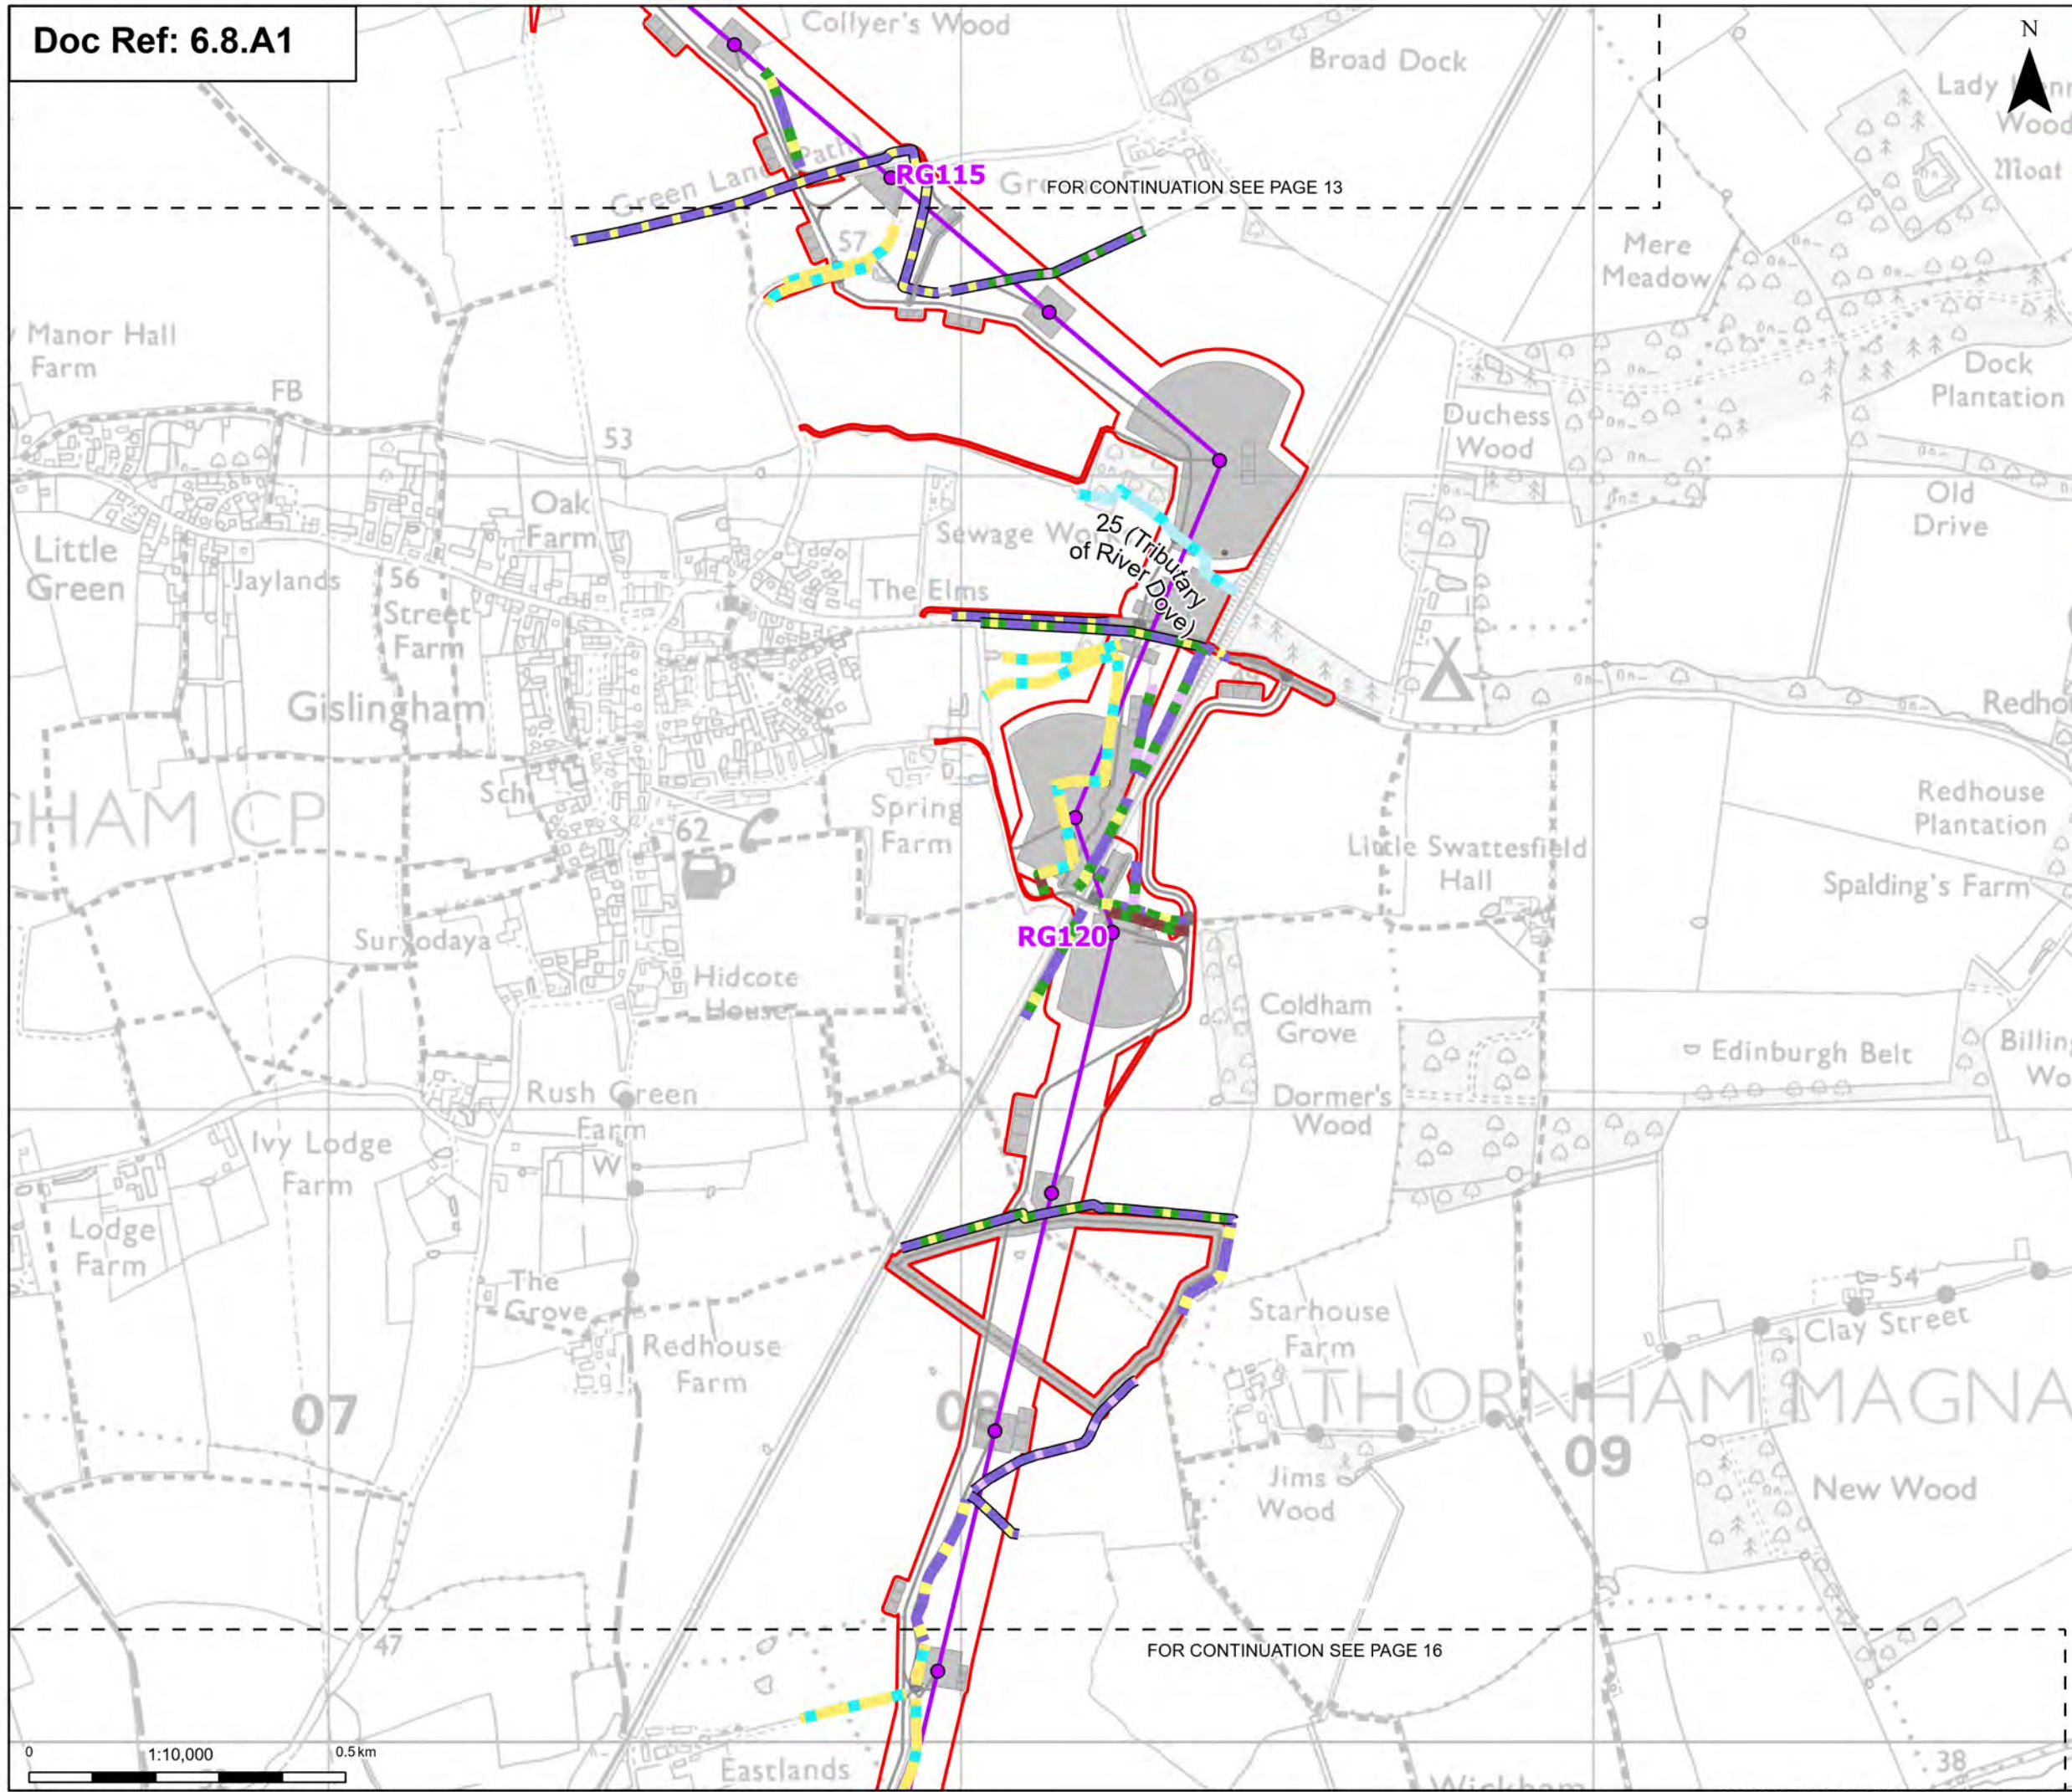 Doc Ref: 6.8.A1
Collyer's Wood
Broad Dock
N
Wood
Moat
RG115
FOR CONTINUATION SEE PAGE 13
57
Mere
Meadow
Manor Hall
Farm
FB
Dock
Plantation
53
Duchess
Wood
Oak
Farm
Old
Drive
Sewage
25 (Tributary
of River Dove)
Little
Green
Jaylands
56
The Elms
Street
Farm
Gislingham
Spring
Farm
62
Redhouse
Plantation
Little Swattesfield
Hall
Spalding's Farm
Suryodaya
RG120
Hidcote
House
Coldham
Grove
Edinburgh Belt
Rush Green
Farm
W
Dormer's
Wood
Ivy Lodge
Farm
Lodge
Farm
The
Grove
Starhouse
Farm
54
Clay Street
Redhouse
Farm
THORNHAM MAGNA
07
09
Jims
Wood
New Wood
47
FOR CONTINUATION SEE PAGE 16
0
1:10,000
0.5 km
Eastlands
38